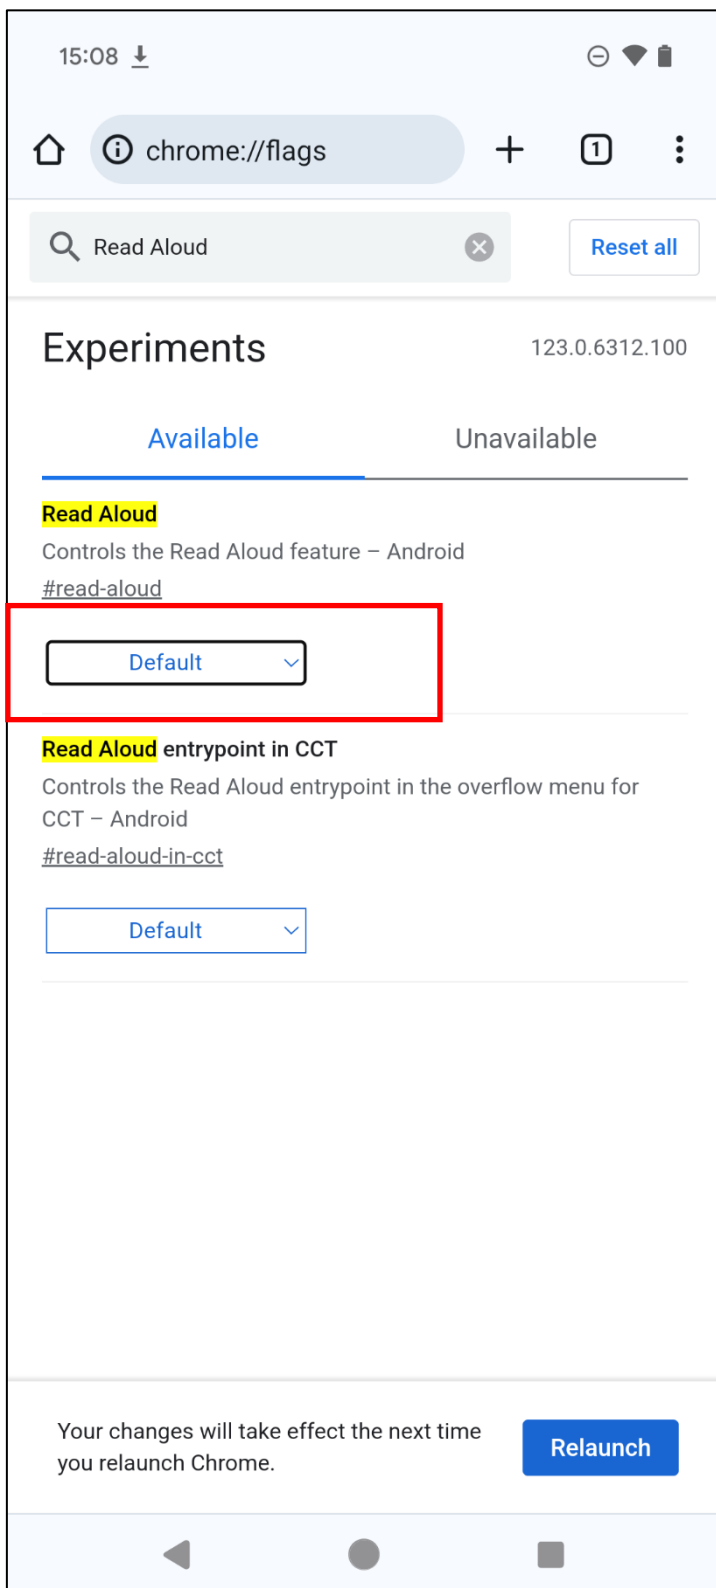 15:08
chrome://flags
1
Read Aloud
Reset all
Experiments
123.0.6312.100
Available
Unavailable
Read Aloud
Controls the Read Aloud feature – Android
#read-aloud
Default
Read Aloud entrypoint in CCT
Controls the Read Aloud entrypoint in the overflow menu for
CCT – Android
#read-aloud-in-cct
Default
Your changes will take effect the next time
you relaunch Chrome.
Relaunch